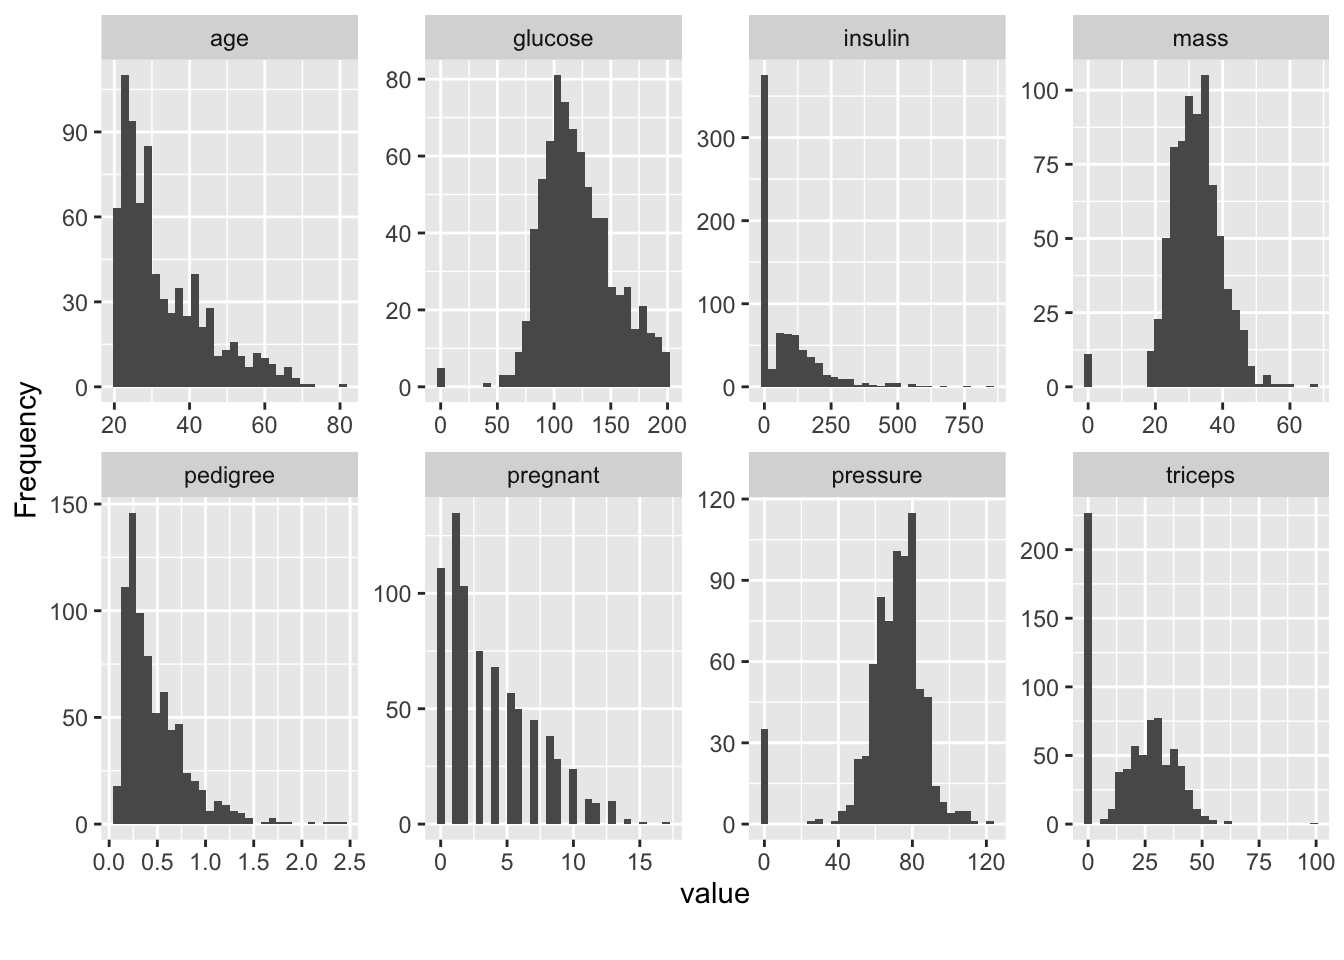 age
glucose
insulin
mass
90
60
30
0
80
60
40
20
0
300
200
100
0
100
75
50
25
0
20 40 60 80
0 50 100 150 200
0 250 500 750
0 20 40 60
Frequency
pedigree
pregnant
pressure
triceps
150
100
50
0
100
50
0
120
90
60
30
0
200
150
100
50
0
0.0 0.5 1.0 1.5 2.0 2.5
0 5 10 15
0 40 80 120
0 25 50 75 100
value